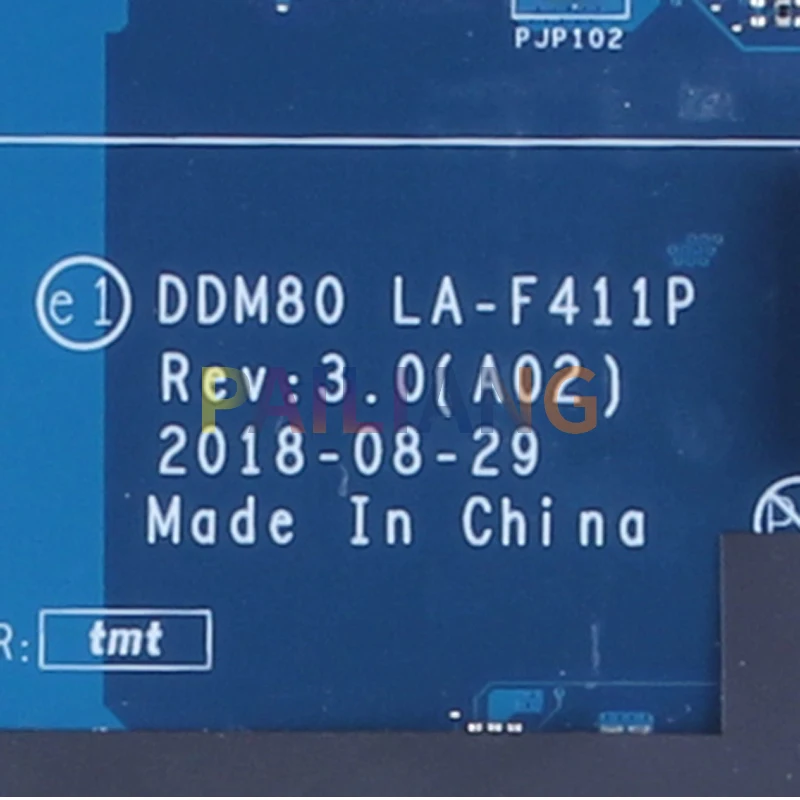 PJP102
e1 DDM80 LA-F411P
Rev:3.0(A02)
PAILIANG
2018-08-29
Made In China
R: tmt